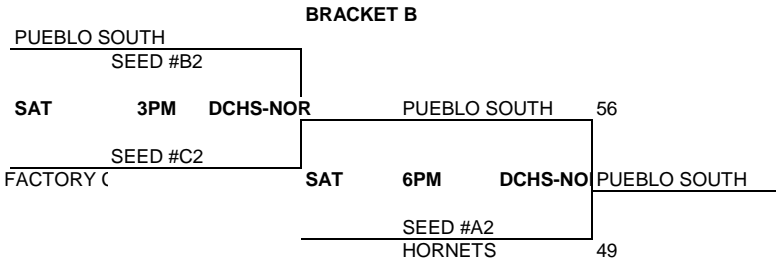 BRACKET B
PUEBLO SOUTH
SEED #B2
SAT 3PM DCHS-NOR
PUEBLO SOUTH 56
SEED #C2
FACTORY (
SAT 6PM DCHS-NO
PUEBLO SOUTH
SEED #A2
HORNETS 49